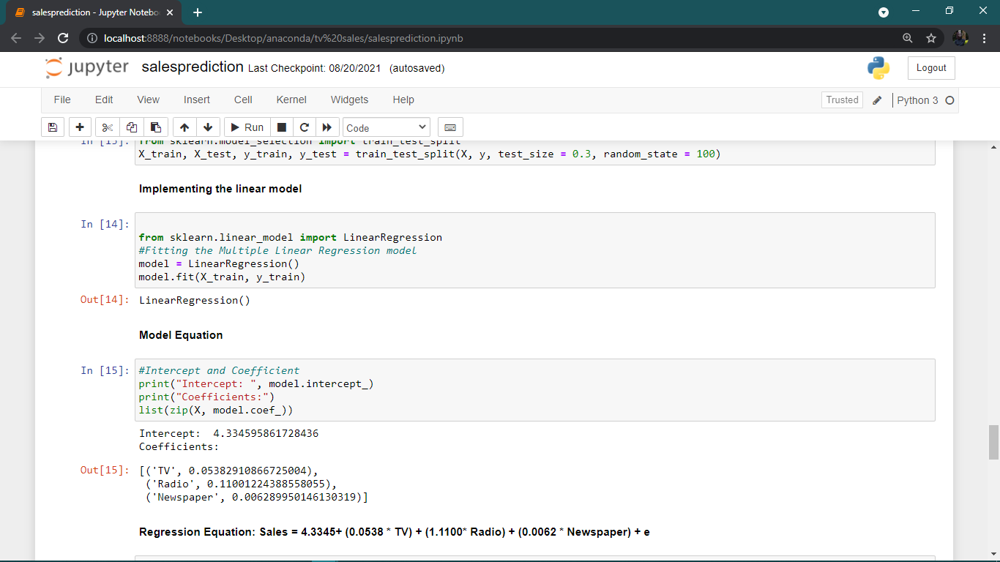 salesprediction - Jupyter Notebo
localhost:8888/notebooks/Desktop/anaconda/tv%20sales/salesprediction.ipynb
jupyter salesprediction Last Checkpoint: 08/20/2021 (autosaved)
Logout
File Edit View Insert Cell Kernel Widgets Help
Trusted
Python 3
Run
Code
from sklearn.model_selection import train_test_split
X_train, X_test, y_train, y_test = train_test_split(X, y, test_size = 0.3, random_state = 100)
Implementing the linear model
In [14]:
from sklearn.linear_model import LinearRegression
#Fitting the Multiple Linear Regression model
model = LinearRegression()
model.fit(X_train, y_train)
Out[14]: LinearRegression()
Model Equation
In [15]: #Intercept and Coefficient
print("Intercept: ", model.intercept_)
print("Coefficients:")
list(zip(X, model.coef_))
Intercept:  4.334595861728436
Coefficients:
Out[15]: [('TV', 0.05382910866725004),
('Radio', 0.11001224388558055),
('Newspaper', 0.006289950146130319)]
Regression Equation: Sales = 4.3345+ (0.0538 * TV) + (1.1100* Radio) + (0.0062 * Newspaper) + e